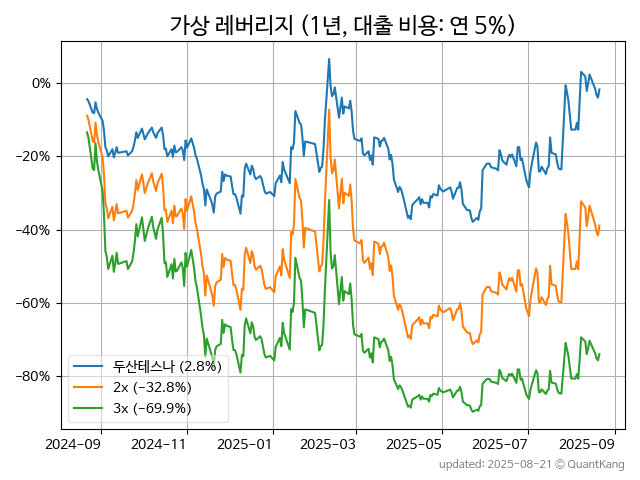 가상 레버리지 (1년, 대출 비용: 연 5%)
0%
−20%
−40%
−60%
−80%
두산테스나 (2.8%)
2x (−32.8%)
3x (−69.9%)
2024-09 2024-11 2025-01 2025-03 2025-05 2025-07 2025-09
updated: 2025-08-21 © QuantKang